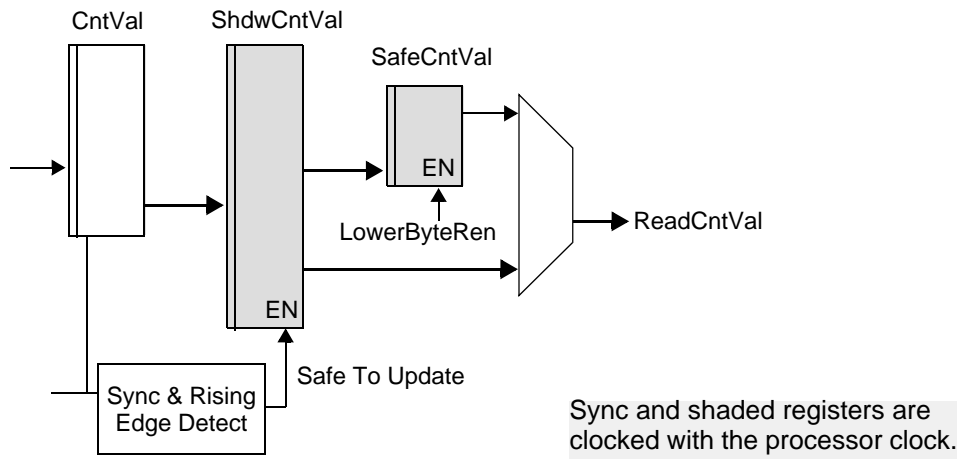 CntVal
ShdwCntVal
SafeCntVal
EN
LowerByteRen
ReadCntVal
EN
Safe To Update
Sync & Rising
Edge Detect
Sync and shaded registers are
clocked with the processor clock.